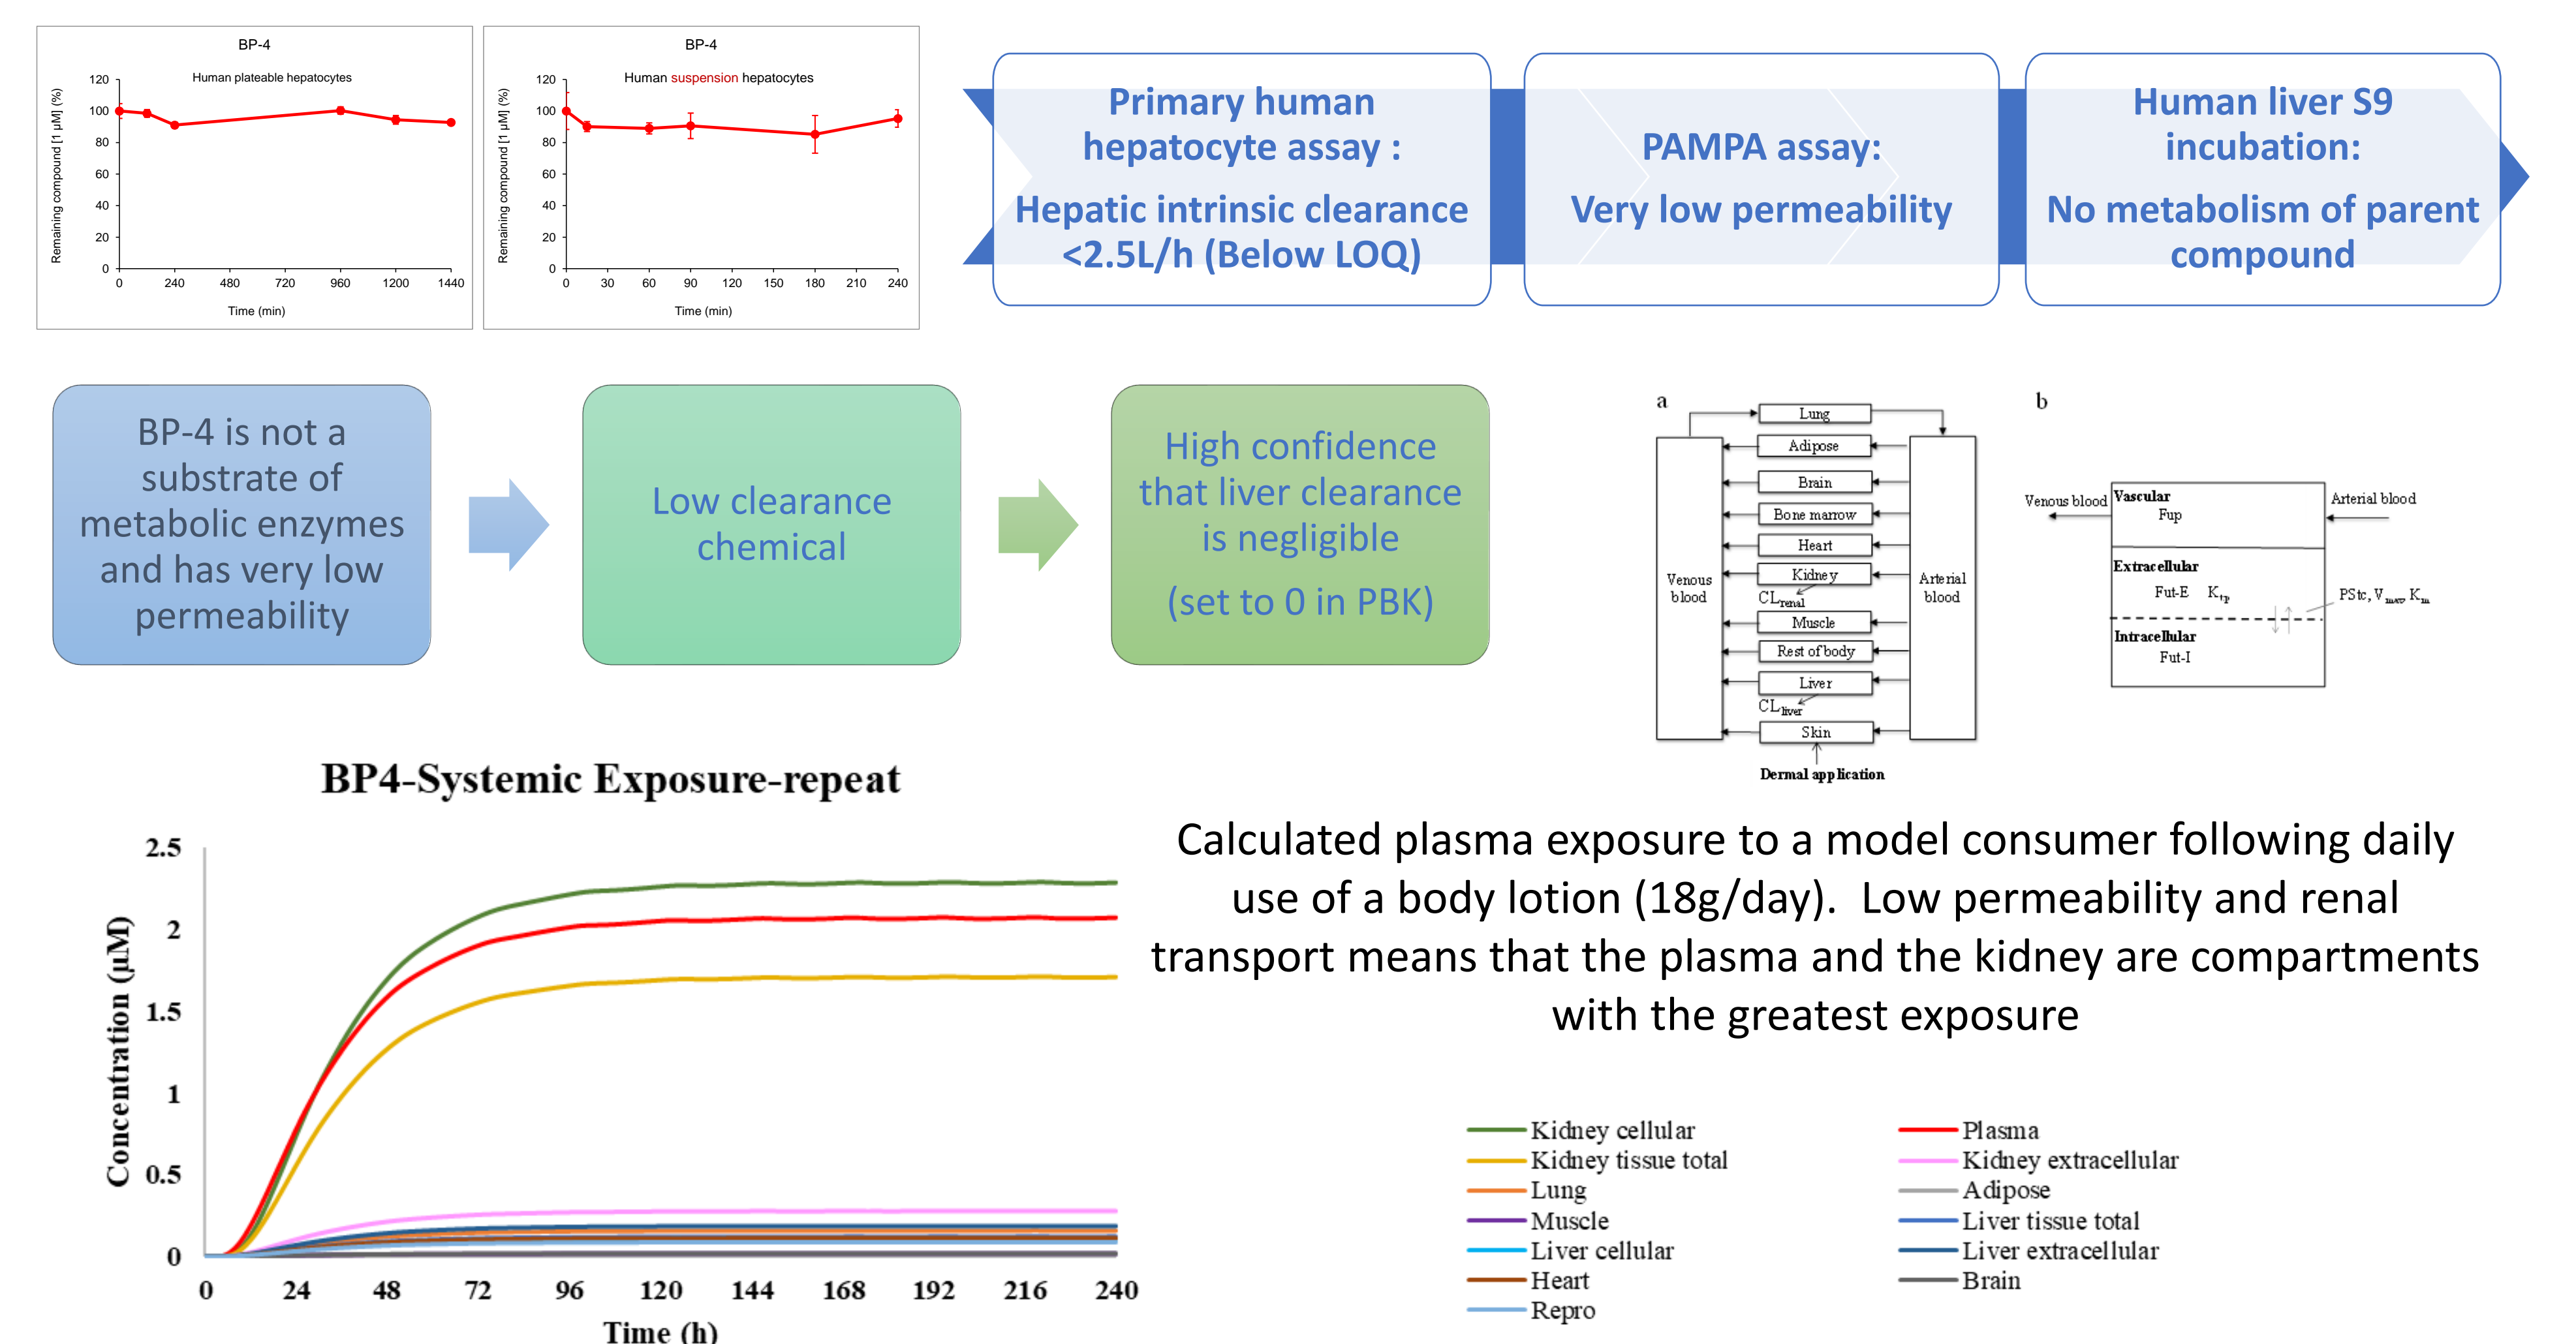 BP-4
Human plateable hepatocytes
Remaining compound [1 µM] (%)
120
100
80
60
40
20
0
0 240 480 720 960 1200 1440
Time (min)
BP-4
Human suspension hepatocytes
Remaining compound [1 µM] (%)
120
100
80
60
40
20
0
0 30 60 90 120 150 180 210 240
Time (min)
Primary human
hepatocyte assay :
Hepatic intrinsic clearance
<2.5L/h (Below LOQ)
PAMPA assay:
Very low permeability
Human liver S9
incubation:
No metabolism of parent
compound
BP-4 is not a
substrate of
metabolic enzymes
and has very low
permeability
Low clearance
chemical
High confidence
that liver clearance
is negligible
(set to 0 in PBK)
a
Lung
Adipose
Brain
Bone marrow
Heart
Kidney
CLrenal
Muscle
Rest of body
Liver
CLliver
Skin
Dermal application
Venous
blood
Arterial
blood
b
Venous blood
Arterial blood
Vascular
Fup
Extracellular
Fut-E Ktp
PStc, Vmax, Km
Intracellular
Fut-I
BP4-Systemic Exposure-repeat
Concentration (µM)
2.5
2
1.5
1
0.5
0
0 24 48 72 96 120 144 168 192 216 240
Time (h)
Calculated plasma exposure to a model consumer following daily
use of a body lotion (18g/day).  Low permeability and renal
transport means that the plasma and the kidney are compartments
with the greatest exposure
Kidney cellular
Plasma
Kidney tissue total
Kidney extracellular
Lung
Adipose
Muscle
Liver tissue total
Liver cellular
Liver extracellular
Heart
Brain
Repro